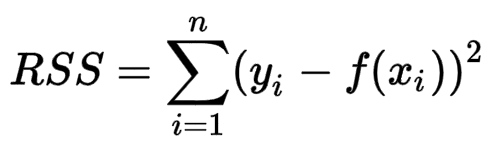 RSS = \sum_{i=1}^{n} (y_i - f(x_i))^2